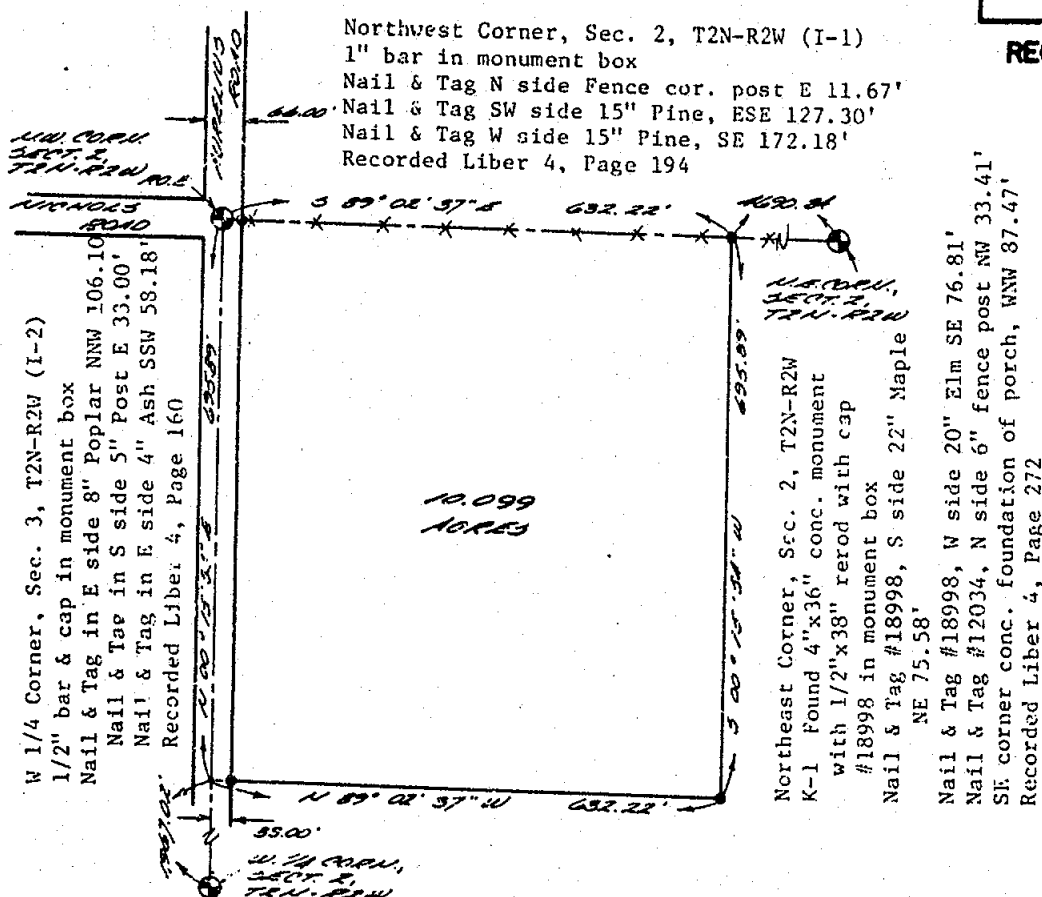 REC
Northwest Corner, Sec. 2, T2N-R2W (I-1)
1" bar in monument box
Nail & Tag N side Fence cor. post E 11.67'
Nail & Tag SW side 15" Pine, ESE 127.30'
Nail & Tag W side 15" Pine, SE 172.18'
Recorded Liber 4, Page 194
AURELIUS
ROAD
66.00'
N.W. CORN.
SECT. 2,
T2N-R2W
P.O.B.
NICHOLS
ROAD
S 89° 02' 37" E 632.22'
4690.84
N.E. CORN.,
SECT. 2,
T2N-R2W
W 1/4 Corner, Sec. 3, T2N-R2W (I-2)
1/2" bar & cap in monument box
Nail & Tag in E side 8" Poplar NNW 106.10
Nail & Tag in S side 5" Post E 33.00'
Nail & Tag in E side 4" Ash SSW 58.18'
Recorded Liber 4, Page 160
695.89
695.89
10.099
ACRES
S 00° 15' 54" W
N 89° 02' 37" W 632.22'
33.00'
W. 1/4 CORN.,
SECT. 2,
T2N-R2W
Northeast Corner, Sec. 2, T2N-R2W
K-1 Found 4"x36" conc. monument
with 1/2"x38" rerod with cap
#18998 in monument box
Nail & Tag #18998, S side 22" Maple
NE 75.58'
Nail & Tag #18998, W side 20" Elm SE 76.81'
Nail & Tag #12034, N side 6" fence post NW 33.41'
SE corner conc. foundation of porch, WNW 87.47'
Recorded Liber 4, Page 272